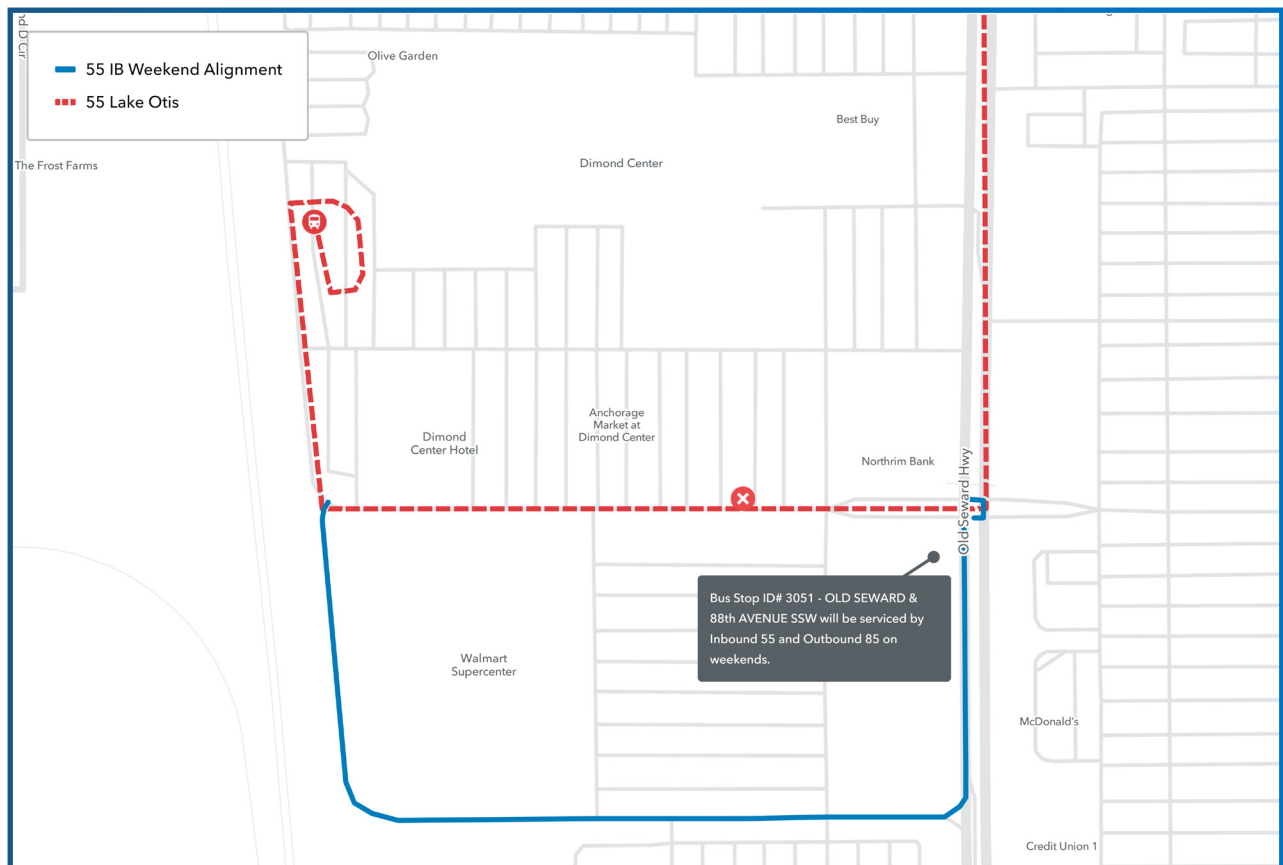 nd D Cir
55 IB Weekend Alignment
55 Lake Otis
Olive Garden
Best Buy
The Frost Farms
Dimond Center
Anchorage
Market at
Dimond Center
Dimond
Center Hotel
Northrim Bank
Old Seward Hwy
Bus Stop ID# 3051 - OLD SEWARD &
88th AVENUE SSW will be serviced by
Inbound 55 and Outbound 85 on
weekends.
Walmart
Supercenter
McDonald's
Credit Union 1